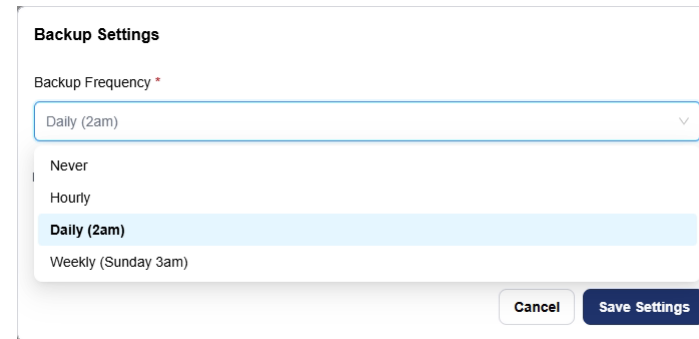 Backup Settings
Backup Frequency *
Daily (2am)
Never
Hourly
Daily (2am)
Weekly (Sunday 3am)
Cancel Save Settings